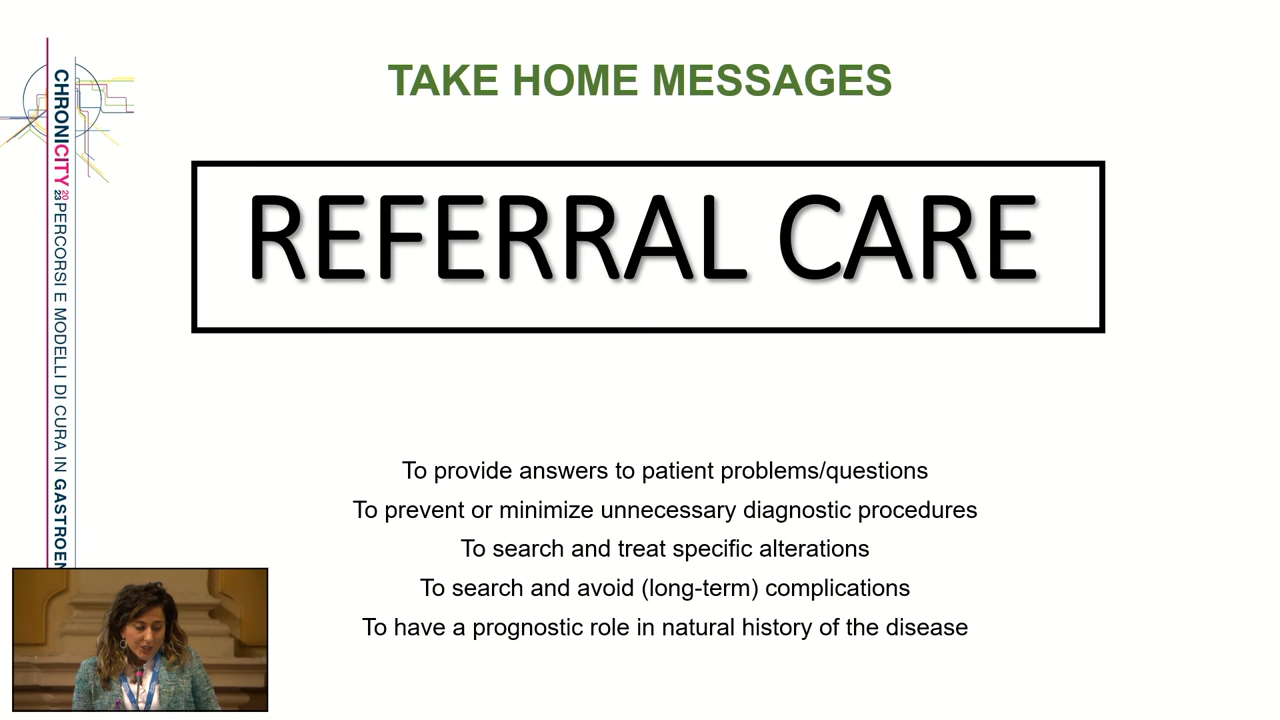 TAKE HOME MESSAGES
CHRONICITY 2023 PERCORSI E MODELLI DI CURA IN
REFERRAL CARE
To provide answers to patient problems/questions
To prevent or minimize unnecessary diagnostic procedures
To search and treat specific alterations
To search and avoid (long-term) complications
To have a prognostic role in natural history of the disease